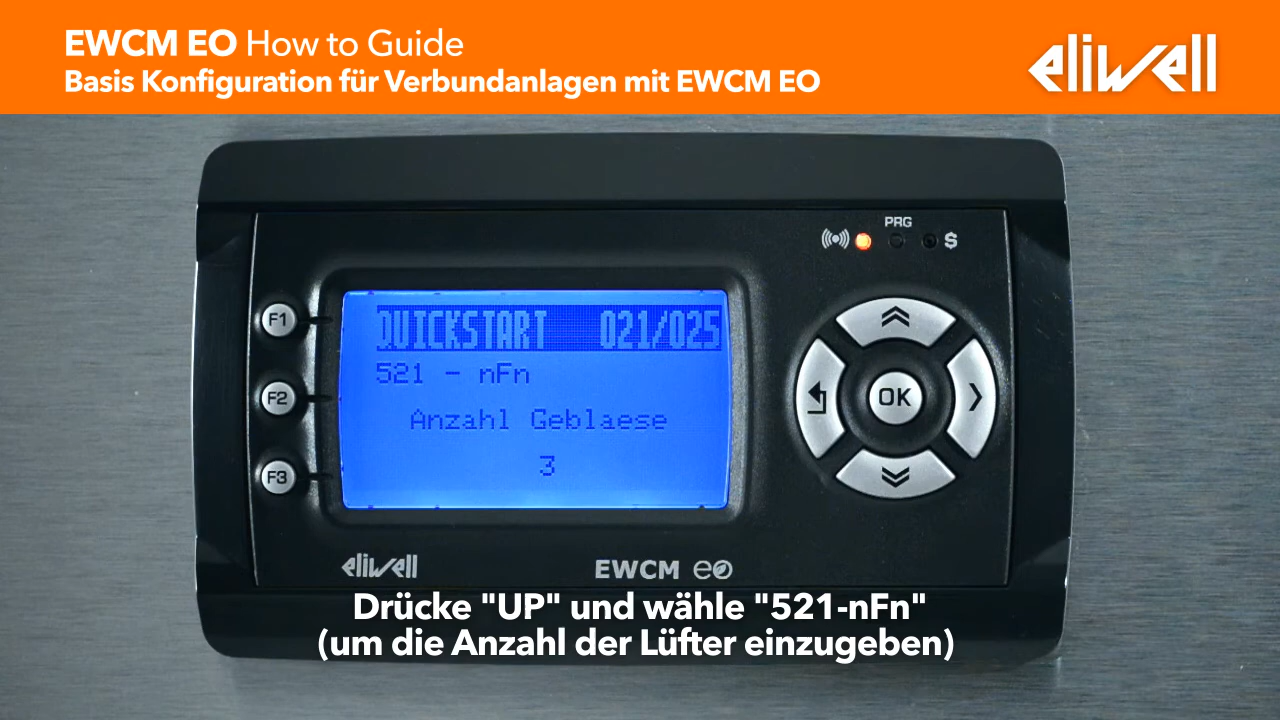 EWCM EO How to Guide
Basis Konfiguration für Verbundanlagen mit EWCM EO
eliwell
PRG
$
F1
F2
F3
QUICKSTART 021/025
521 - nFn
Anzahl Geblaese
3
OK
eliwell
EWCM eo
Drücke "UP" und wähle "521-nFn"
(um die Anzahl der Lüfter einzugeben)